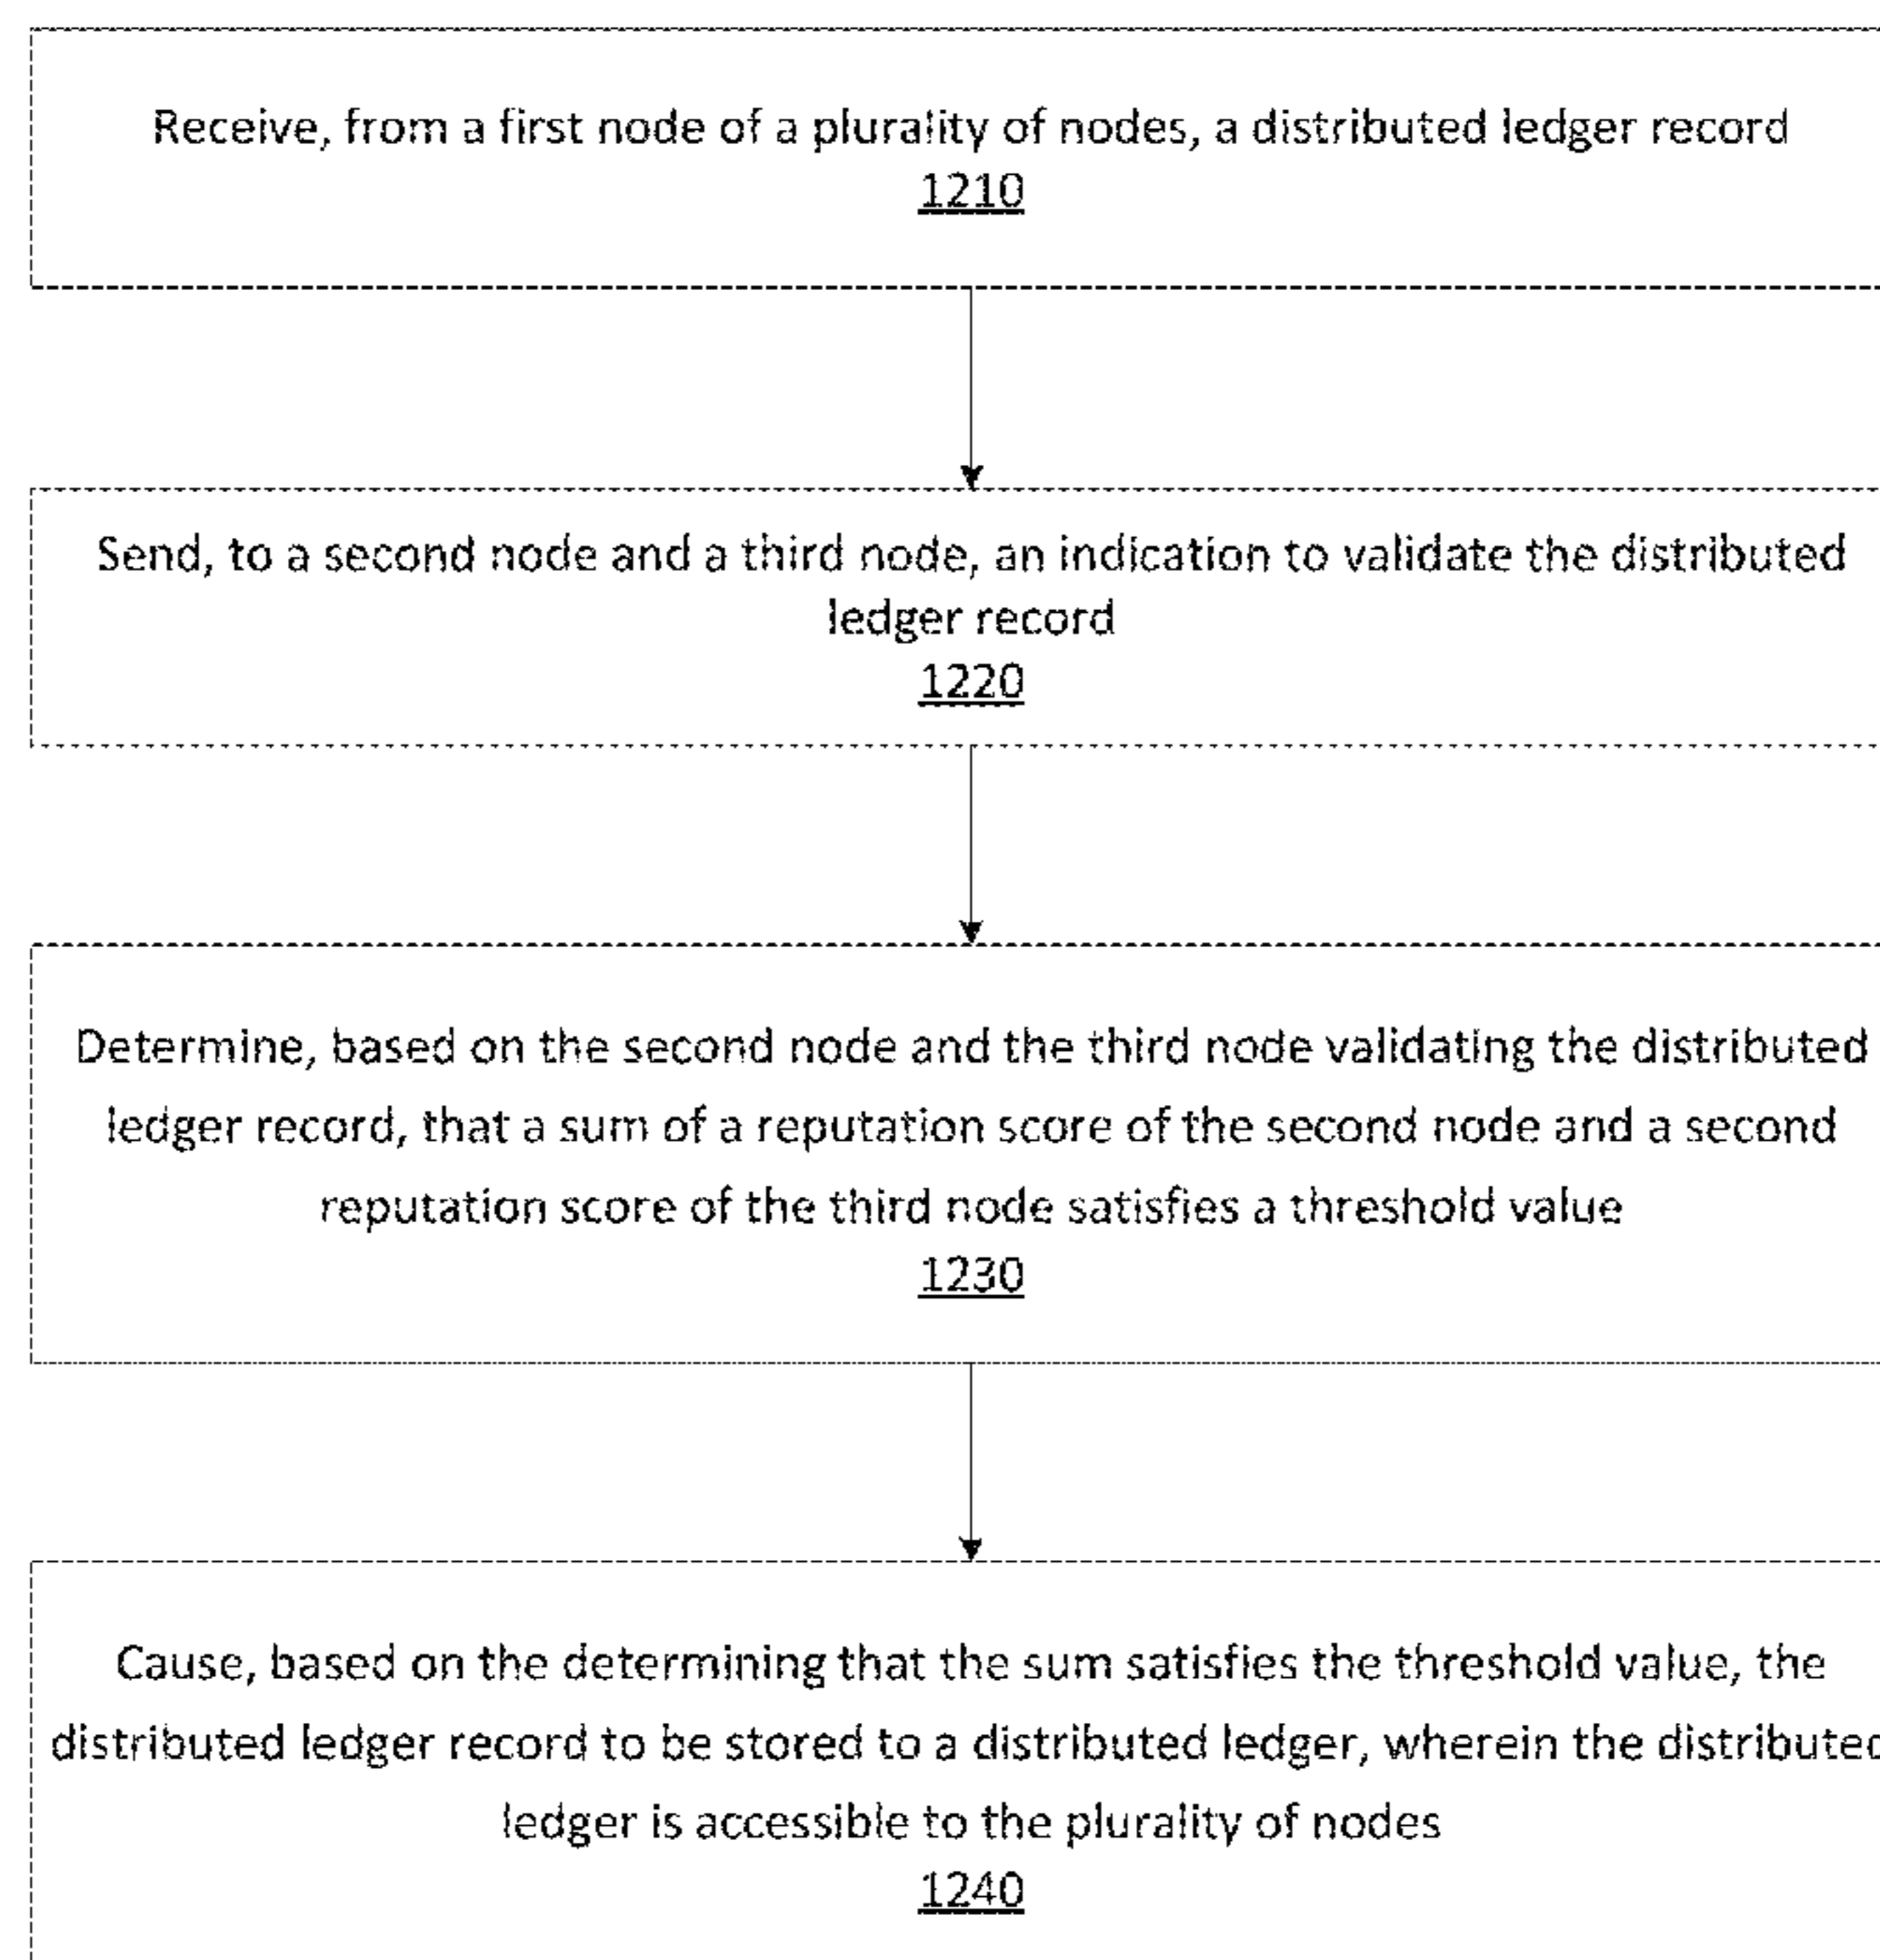 Receive, from a first node of a plurality of nodes, a distributed ledger record
1210
Send, to a second node and a third node, an indication to validate the distributed
ledger record
1220
Determine, based on the second node and the third node validating the distributed
ledger record, that a sum of a reputation score of the second node and a second
reputation score of the third node satisfies a threshold value
1230
Cause, based on the determining that the sum satisfies the threshold value, the
distributed ledger record to be stored to a distributed ledger, wherein the distributed
ledger is accessible to the plurality of nodes
1240